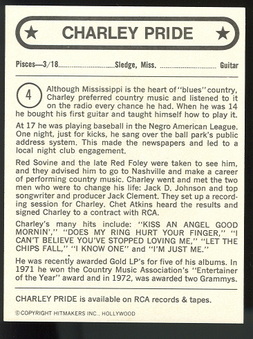 ★ CHARLEY PRIDE ★
Pisces—3/18........................Sledge, Miss. ........................Guitar
4
Although Mississippi is the heart of "blues" country,
Charley preferred country music and listened to it
on the radio every chance he had. When he was 14
he bought his first guitar and taught himself how to play it.
At 17 he was playing baseball in the Negro American League.
One night, just for kicks, he sang over the ball park's public
address system. This made the newspapers and led to a
local night club engagement.
Red Sovine and the late Red Foley were taken to see him,
and they advised him to go to Nashville and make a career
of performing country music. Charley went and met the two
men who were to change his life: Jack D. Johnson and top
songwriter and producer Jack Clement. They set up a recor-
ding session for Charley. Chet Atkins heard the results and
signed Charley to a contract with RCA.
Charley's many hits include: "KISS AN ANGEL GOOD
MORNIN'," "DOES MY RING HURT YOUR FINGER," "I
CAN'T BELIEVE YOU'VE STOPPED LOVING ME," "LET THE
CHIPS FALL," "I KNOW ONE" and "I'M JUST ME."
He was recently awarded Gold LP's for five of his albums. In
1971 he won the Country Music Association's "Entertainer
of the Year" award and in 1972, was awarded two Grammys.
CHARLEY PRIDE is available on RCA records & tapes.
©COPYRIGHT HITMAKERS INC., HOLLYWOOD